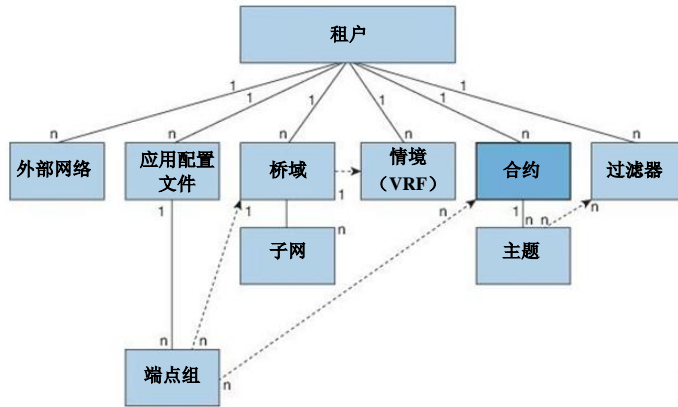 租户
1 1 1 1 1 1
n n n n n n
外部网络
应用配置
文件
桥域
情境
（VRF）
合约
过滤器
1 1 1 n 1 n n n
子网
n
主题
n n
端点组
n